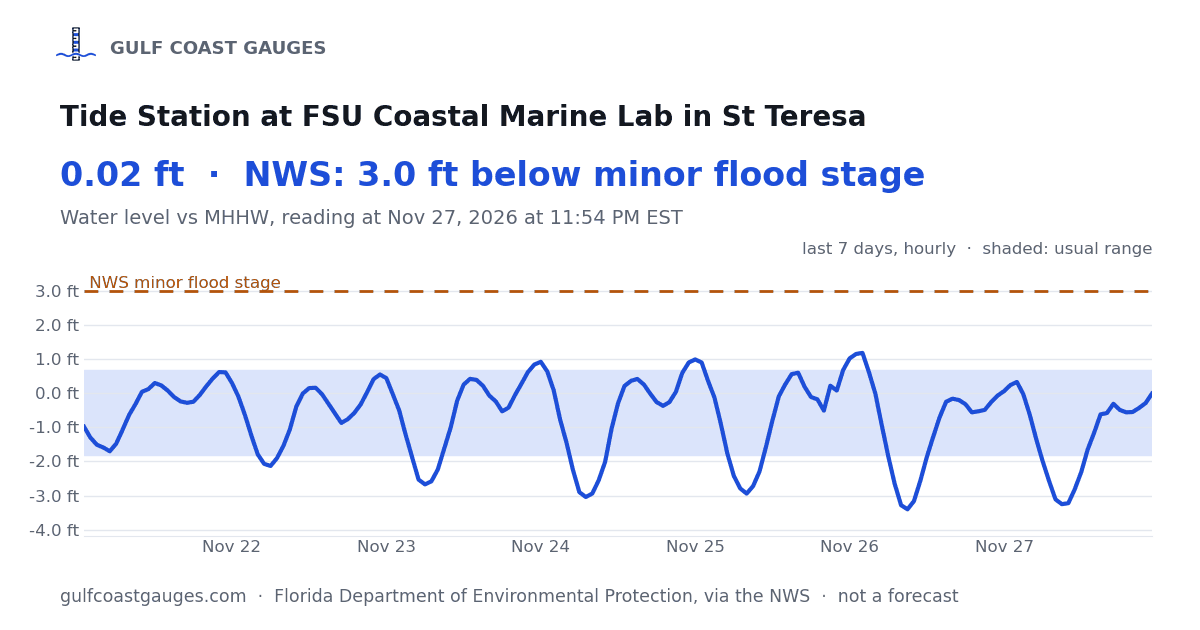 GULF COAST GAUGES
Tide Station at FSU Coastal Marine Lab in St Teresa
0.02 ft · NWS: 3.0 ft below minor flood stage
Water level vs MHHW, reading at Nov 27, 2026 at 11:54 PM EST
last 7 days, hourly · shaded: usual range
NWS minor flood stage
3.0 ft
2.0 ft
1.0 ft
0.0 ft
-1.0 ft
-2.0 ft
-3.0 ft
-4.0 ft
Nov 22 Nov 23 Nov 24 Nov 25 Nov 26 Nov 27
gulfcoastgauges.com · Florida Department of Environmental Protection, via the NWS · not a forecast